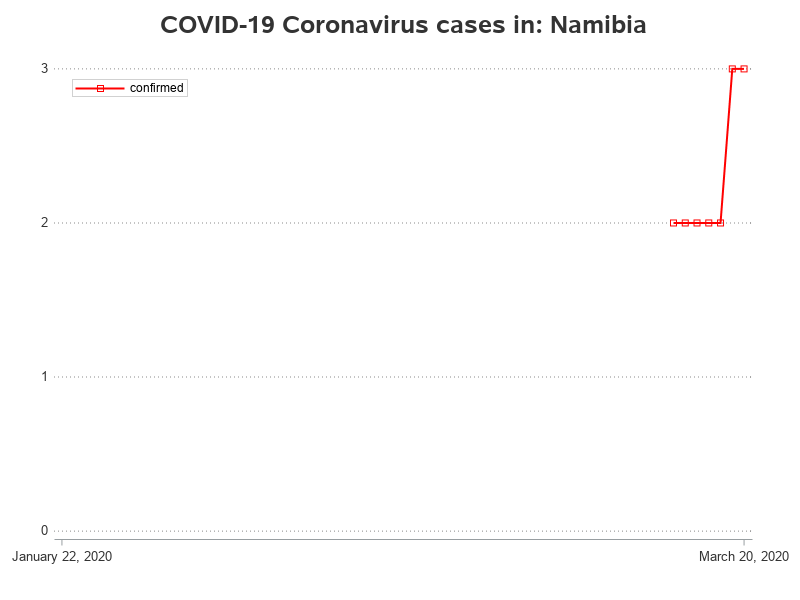 COVID-19 Coronavirus cases in: Namibia
3
confirmed
2
1
0
January 22, 2020
March 20, 2020